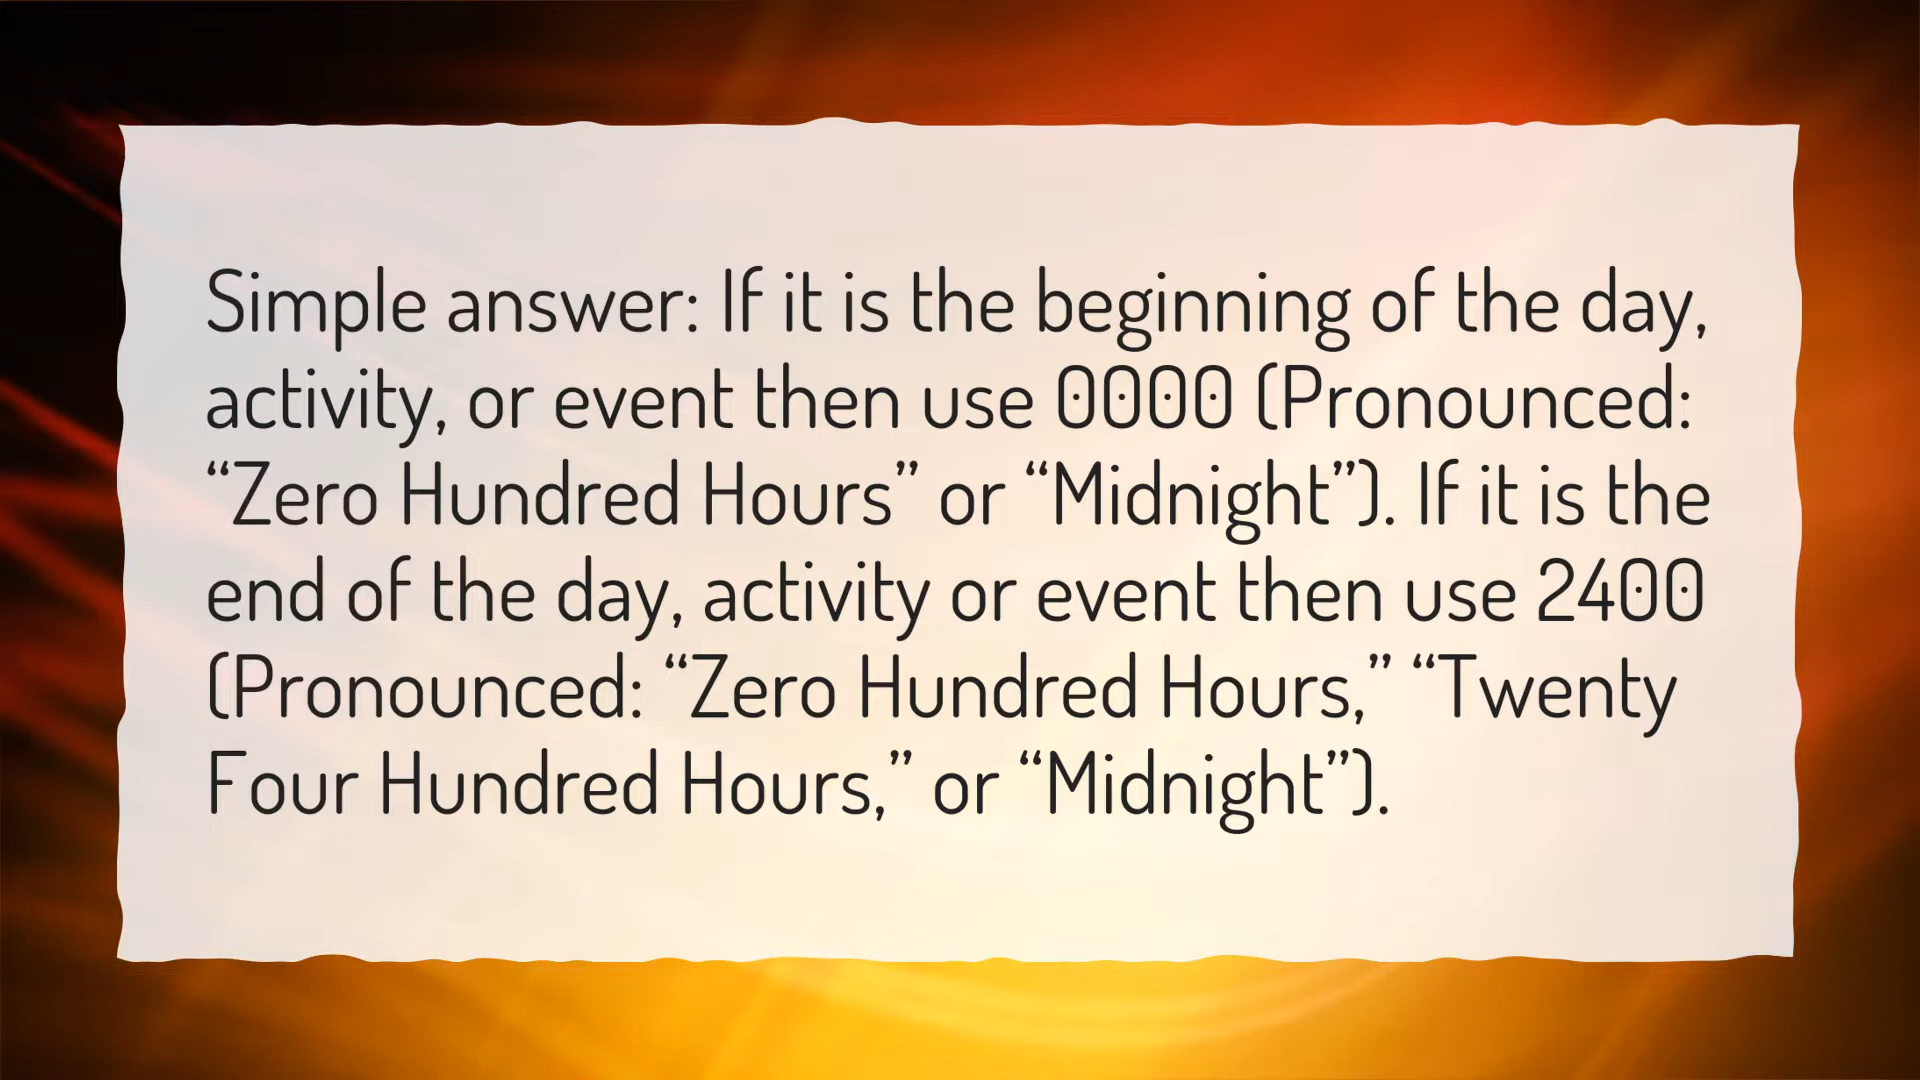 Simple answer: If it is the beginning of the day,
activity, or event then use 0000 (Pronounced:
“Zero Hundred Hours” or “Midnight”). If it is the
end of the day, activity or event then use 2400
(Pronounced: “Zero Hundred Hours,” “Twenty
Four Hundred Hours,” or “Midnight”).